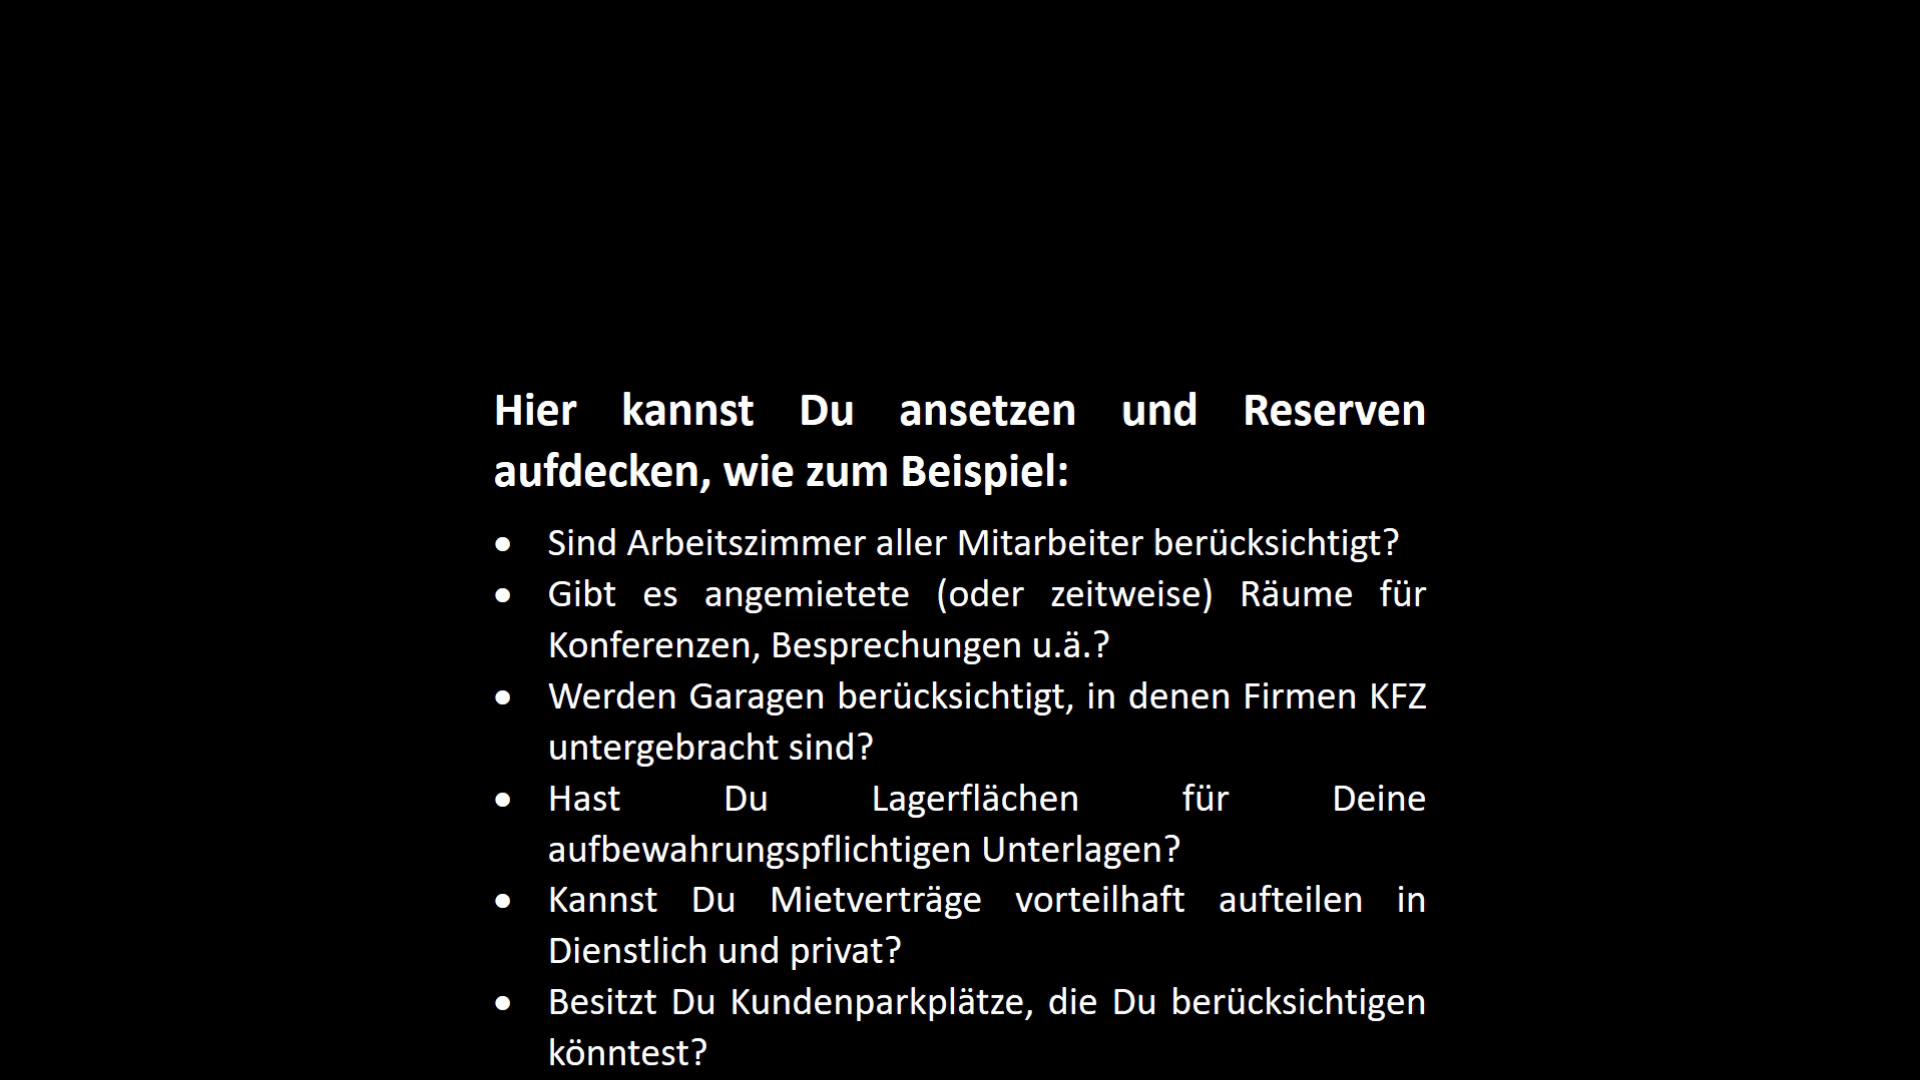 Hier kannst Du ansetzen und Reserven
aufdecken, wie zum Beispiel:
• Sind Arbeitszimmer aller Mitarbeiter berücksichtigt?
• Gibt es angemietete (oder zeitweise) Räume für
Konferenzen, Besprechungen u.ä.?
• Werden Garagen berücksichtigt, in denen Firmen KFZ
untergebracht sind?
• Hast Du Lagerflächen für Deine
aufbewahrungspflichtigen Unterlagen?
• Kannst Du Mietverträge vorteilhaft aufteilen in
Dienstlich und privat?
• Besitzt Du Kundenparkplätze, die Du berücksichtigen
könntest?